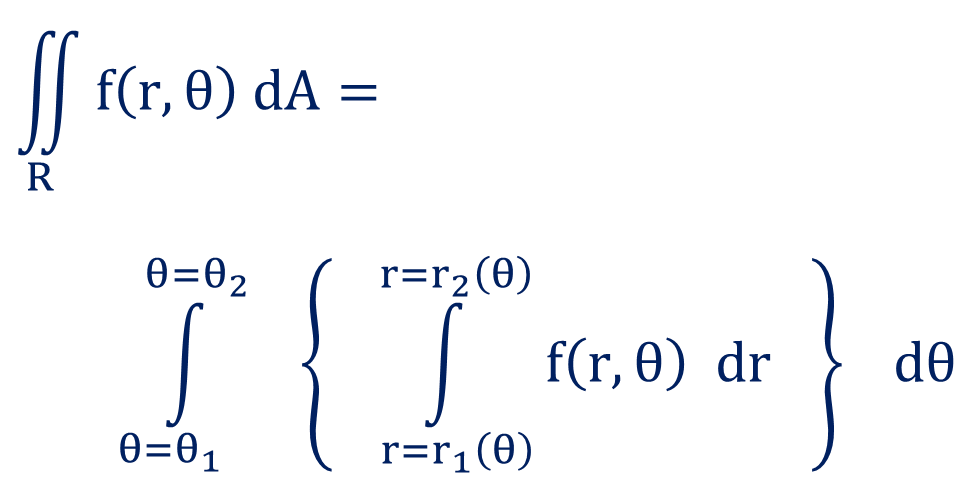 ∬_R f(r, θ) dA =
∫_{θ=θ₁}^{θ=θ₂} { ∫_{r=r₁(θ)}^{r=r₂(θ)} f(r, θ) dr } dθ